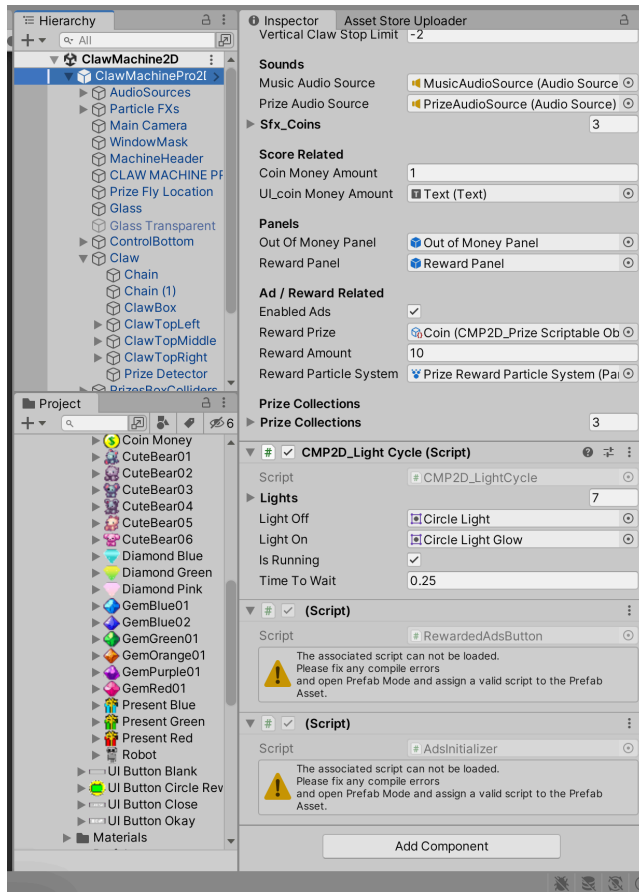 Hierarchy
All
ClawMachine2D
ClawMachinePro2D
AudioSources
Particle FXs
Main Camera
WindowMask
MachineHeader
CLAW MACHINE PR
Prize Fly Location
Glass
Glass Transparent
ControlBottom
Claw
Chain
Chain (1)
ClawBox
ClawTopLeft
ClawTopMiddle
ClawTopRight
Prize Detector
PrizesBoxColliders
Project
6
Coin Money
CuteBear01
CuteBear02
CuteBear03
CuteBear04
CuteBear05
CuteBear06
Diamond Blue
Diamond Green
Diamond Pink
GemBlue01
GemBlue02
GemGreen01
GemOrange01
GemPurple01
GemRed01
Present Blue
Present Green
Present Red
Robot
UI Button Blank
UI Button Circle Rew
UI Button Close
UI Button Okay
Materials
Inspector Asset Store Uploader
Vertical Claw Stop Limit -2
Sounds
Music Audio Source MusicAudioSource (Audio Source
Prize Audio Source PrizeAudioSource (Audio Source)
Sfx_Coins 3
Score Related
Coin Money Amount 1
UI_coin Money Amount Text (Text)
Panels
Out Of Money Panel Out of Money Panel
Reward Panel Reward Panel
Ad / Reward Related
Enabled Ads
Reward Prize Coin (CMP2D_Prize Scriptable Ob
Reward Amount 10
Reward Particle System Prize Reward Particle System (Pa
Prize Collections
Prize Collections 3
# CMP2D_Light Cycle (Script)
Script # CMP2D_LightCycle
Lights 7
Light Off Circle Light
Light On Circle Light Glow
Is Running
Time To Wait 0.25
# (Script)
Script # RewardedAdsButton
The associated script can not be loaded.
Please fix any compile errors
and open Prefab Mode and assign a valid script to the Prefab
Asset.
# (Script)
Script # AdsInitializer
The associated script can not be loaded.
Please fix any compile errors
and open Prefab Mode and assign a valid script to the Prefab
Asset.
Add Component